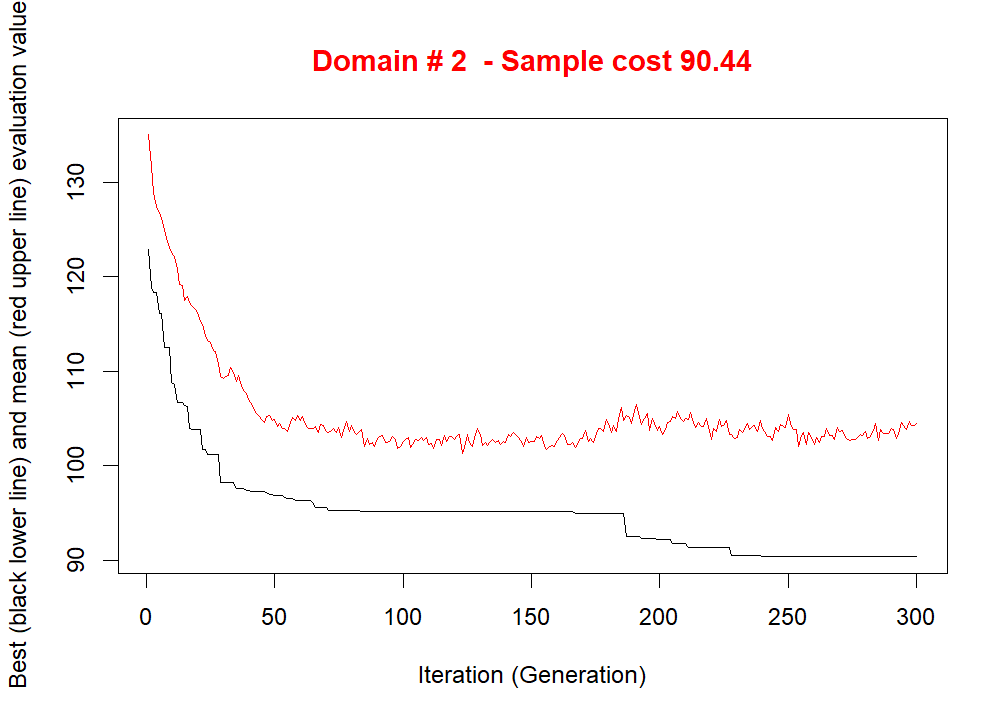 Domain # 2 - Sample cost 90.44
Best (black lower line) and mean (red upper line) evaluation value
130
120
110
100
90
0 50 100 150 200 250 300
Iteration (Generation)